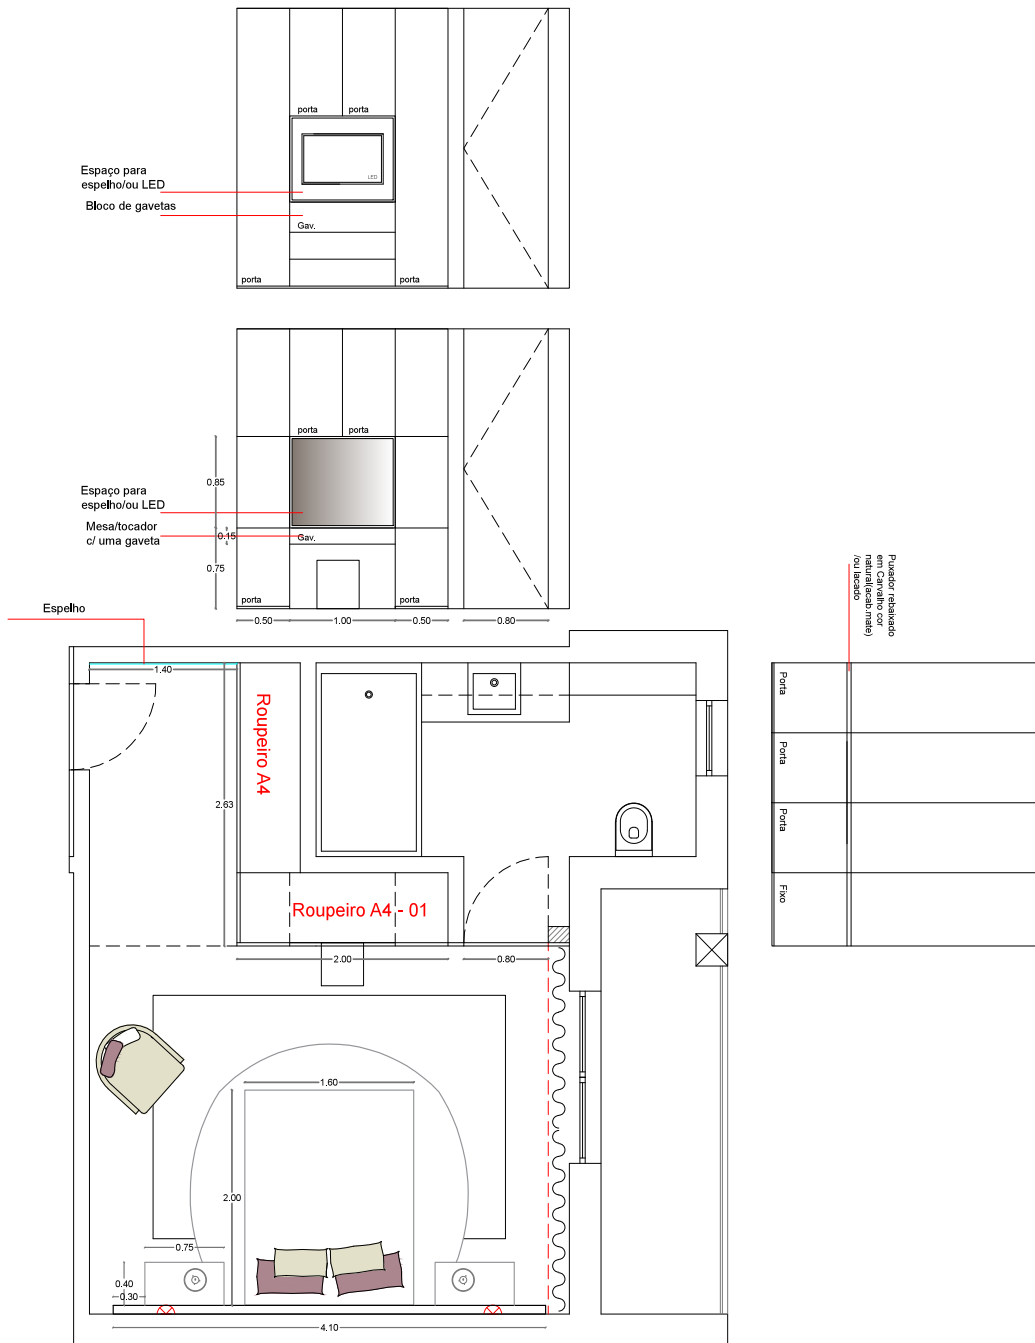 porta
porta
Espaço para
espelho/ou LED
LED
Bloco de gavetas
Gav.
porta
porta
porta
porta
0.85
Espaço para
espelho/ou LED
Mesa/tocador
c/ uma gaveta
0.15
Gav.
0.75
porta
porta
0.50
1.00
0.50
0.80
Espelho
1.40
Roupeiro A4
2.63
Roupeiro A4 - 01
2.00
0.80
Puxador rebaixado
em Carvalho cor
natural(acab.mate)
/ou lacado
Porta
Porta
Porta
Fixo
1.60
2.00
0.75
0.40
0.30
4.10